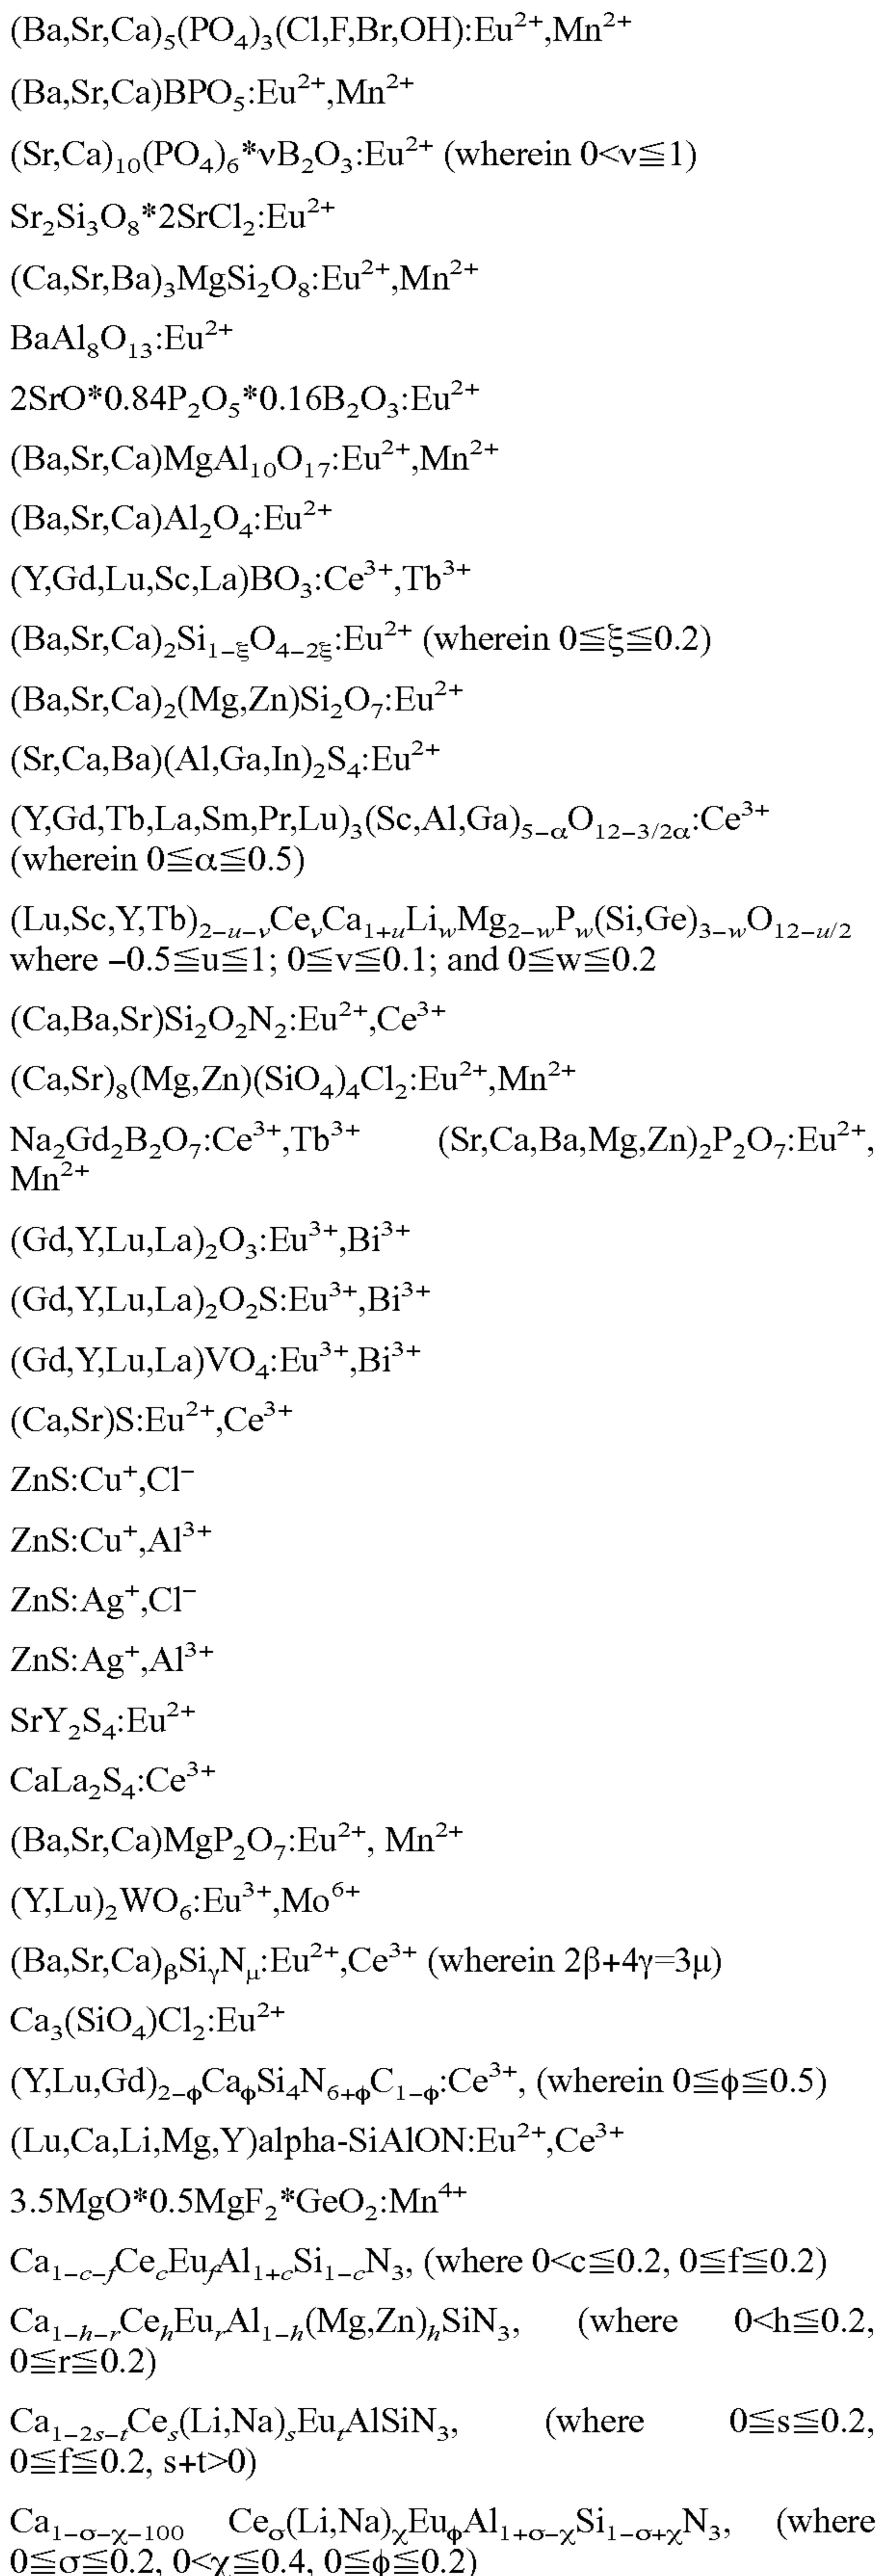 (Ba,Sr,Ca)₅(PO₄)₃(Cl,F,Br,OH):Eu²⁺,Mn²⁺
(Ba,Sr,Ca)BPO₅:Eu²⁺,Mn²⁺
(Sr,Ca)₁₀(PO₄)₆*νB₂O₃:Eu²⁺ (wherein 0<ν≦1)
Sr₂Si₃O₈*2SrCl₂:Eu²⁺
(Ca,Sr,Ba)₃MgSi₂O₈:Eu²⁺,Mn²⁺
BaAl₈O₁₃:Eu²⁺
2SrO*0.84P₂O₅*0.16B₂O₃:Eu²⁺
(Ba,Sr,Ca)MgAl₁₀O₁₇:Eu²⁺,Mn²⁺
(Ba,Sr,Ca)Al₂O₄:Eu²⁺
(Y,Gd,Lu,Sc,La)BO₃:Ce³⁺,Tb³⁺
(Ba,Sr,Ca)₂Si₁₋ξO₄₋₂ξ:Eu²⁺ (wherein 0≦ξ≦0.2)
(Ba,Sr,Ca)₂(Mg,Zn)Si₂O₇:Eu²⁺
(Sr,Ca,Ba)(Al,Ga,In)₂S₄:Eu²⁺
(Y,Gd,Tb,La,Sm,Pr,Lu)₃(Sc,Al,Ga)₅₋αO₁₂₋₃/₂α:Ce³⁺
(wherein 0≦α≦0.5)
(Lu,Sc,Y,Tb)₂₋ᵤ₋ᵥCeᵥCa₁₊ᵤLi_wMg₂₋_wP_w(Si,Ge)₃₋_wO₁₂₋ᵤ/₂
where –0.5≦u≦1; 0≦v≦0.1; and 0≦w≦0.2
(Ca,Ba,Sr)Si₂O₂N₂:Eu²⁺,Ce³⁺
(Ca,Sr)₈(Mg,Zn)(SiO₄)₄Cl₂:Eu²⁺,Mn²⁺
Na₂Gd₂B₂O₇:Ce³⁺,Tb³⁺ (Sr,Ca,Ba,Mg,Zn)₂P₂O₇:Eu²⁺,
Mn²⁺
(Gd,Y,Lu,La)₂O₃:Eu³⁺,Bi³⁺
(Gd,Y,Lu,La)₂O₂S:Eu³⁺,Bi³⁺
(Gd,Y,Lu,La)VO₄:Eu³⁺,Bi³⁺
(Ca,Sr)S:Eu²⁺,Ce³⁺
ZnS:Cu⁺,Cl⁻
ZnS:Cu⁺,Al³⁺
ZnS:Ag⁺,Cl⁻
ZnS:Ag⁺,Al³⁺
SrY₂S₄:Eu²⁺
CaLa₂S₄:Ce³⁺
(Ba,Sr,Ca)MgP₂O₇:Eu²⁺, Mn²⁺
(Y,Lu)₂WO₆:Eu³⁺,Mo⁶⁺
(Ba,Sr,Ca)ᵦSiᵧN_μ:Eu²⁺,Ce³⁺ (wherein 2β+4γ=3μ)
Ca₃(SiO₄)Cl₂:Eu²⁺
(Y,Lu,Gd)₂₋ϕCaϕSi₄N₆₊ϕC₁₋ϕ:Ce³⁺, (wherein 0≦ϕ≦0.5)
(Lu,Ca,Li,Mg,Y)alpha-SiAlON:Eu²⁺,Ce³⁺
3.5MgO*0.5MgF₂*GeO₂:Mn⁴⁺
Ca₁₋c₋fCe_cEu_fAl₁₊cSi₁₋cN₃, (where 0<c≦0.2, 0≦f≦0.2)
Ca₁₋h₋rCe_hEu_rAl₁₋h(Mg,Zn)_hSiN₃, (where 0<h≦0.2,
0≦r≦0.2)
Ca₁₋₂s₋tCe_s(Li,Na)_sEu_tAlSiN₃, (where 0≦s≦0.2,
0≦f≦0.2, s+t>0)
Ca₁₋σ₋χ₋₁₀₀ Ceσ(Li,Na)χEuϕAl₁₊σ₋χSi₁₋σ₊χN₃, (where
0≦σ≦0.2, 0<χ≦0.4, 0≦ϕ≦0.2)